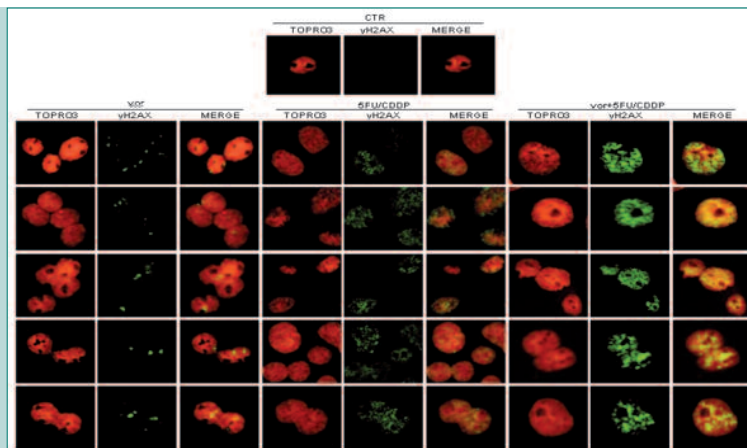 CTR
TOPRO3 γH2AX MERGE
vor 5FU/CDDP vor+5FU/CDDP
TOPRO3 γH2AX MERGE TOPRO3 γH2AX MERGE TOPRO3 γH2AX MERGE